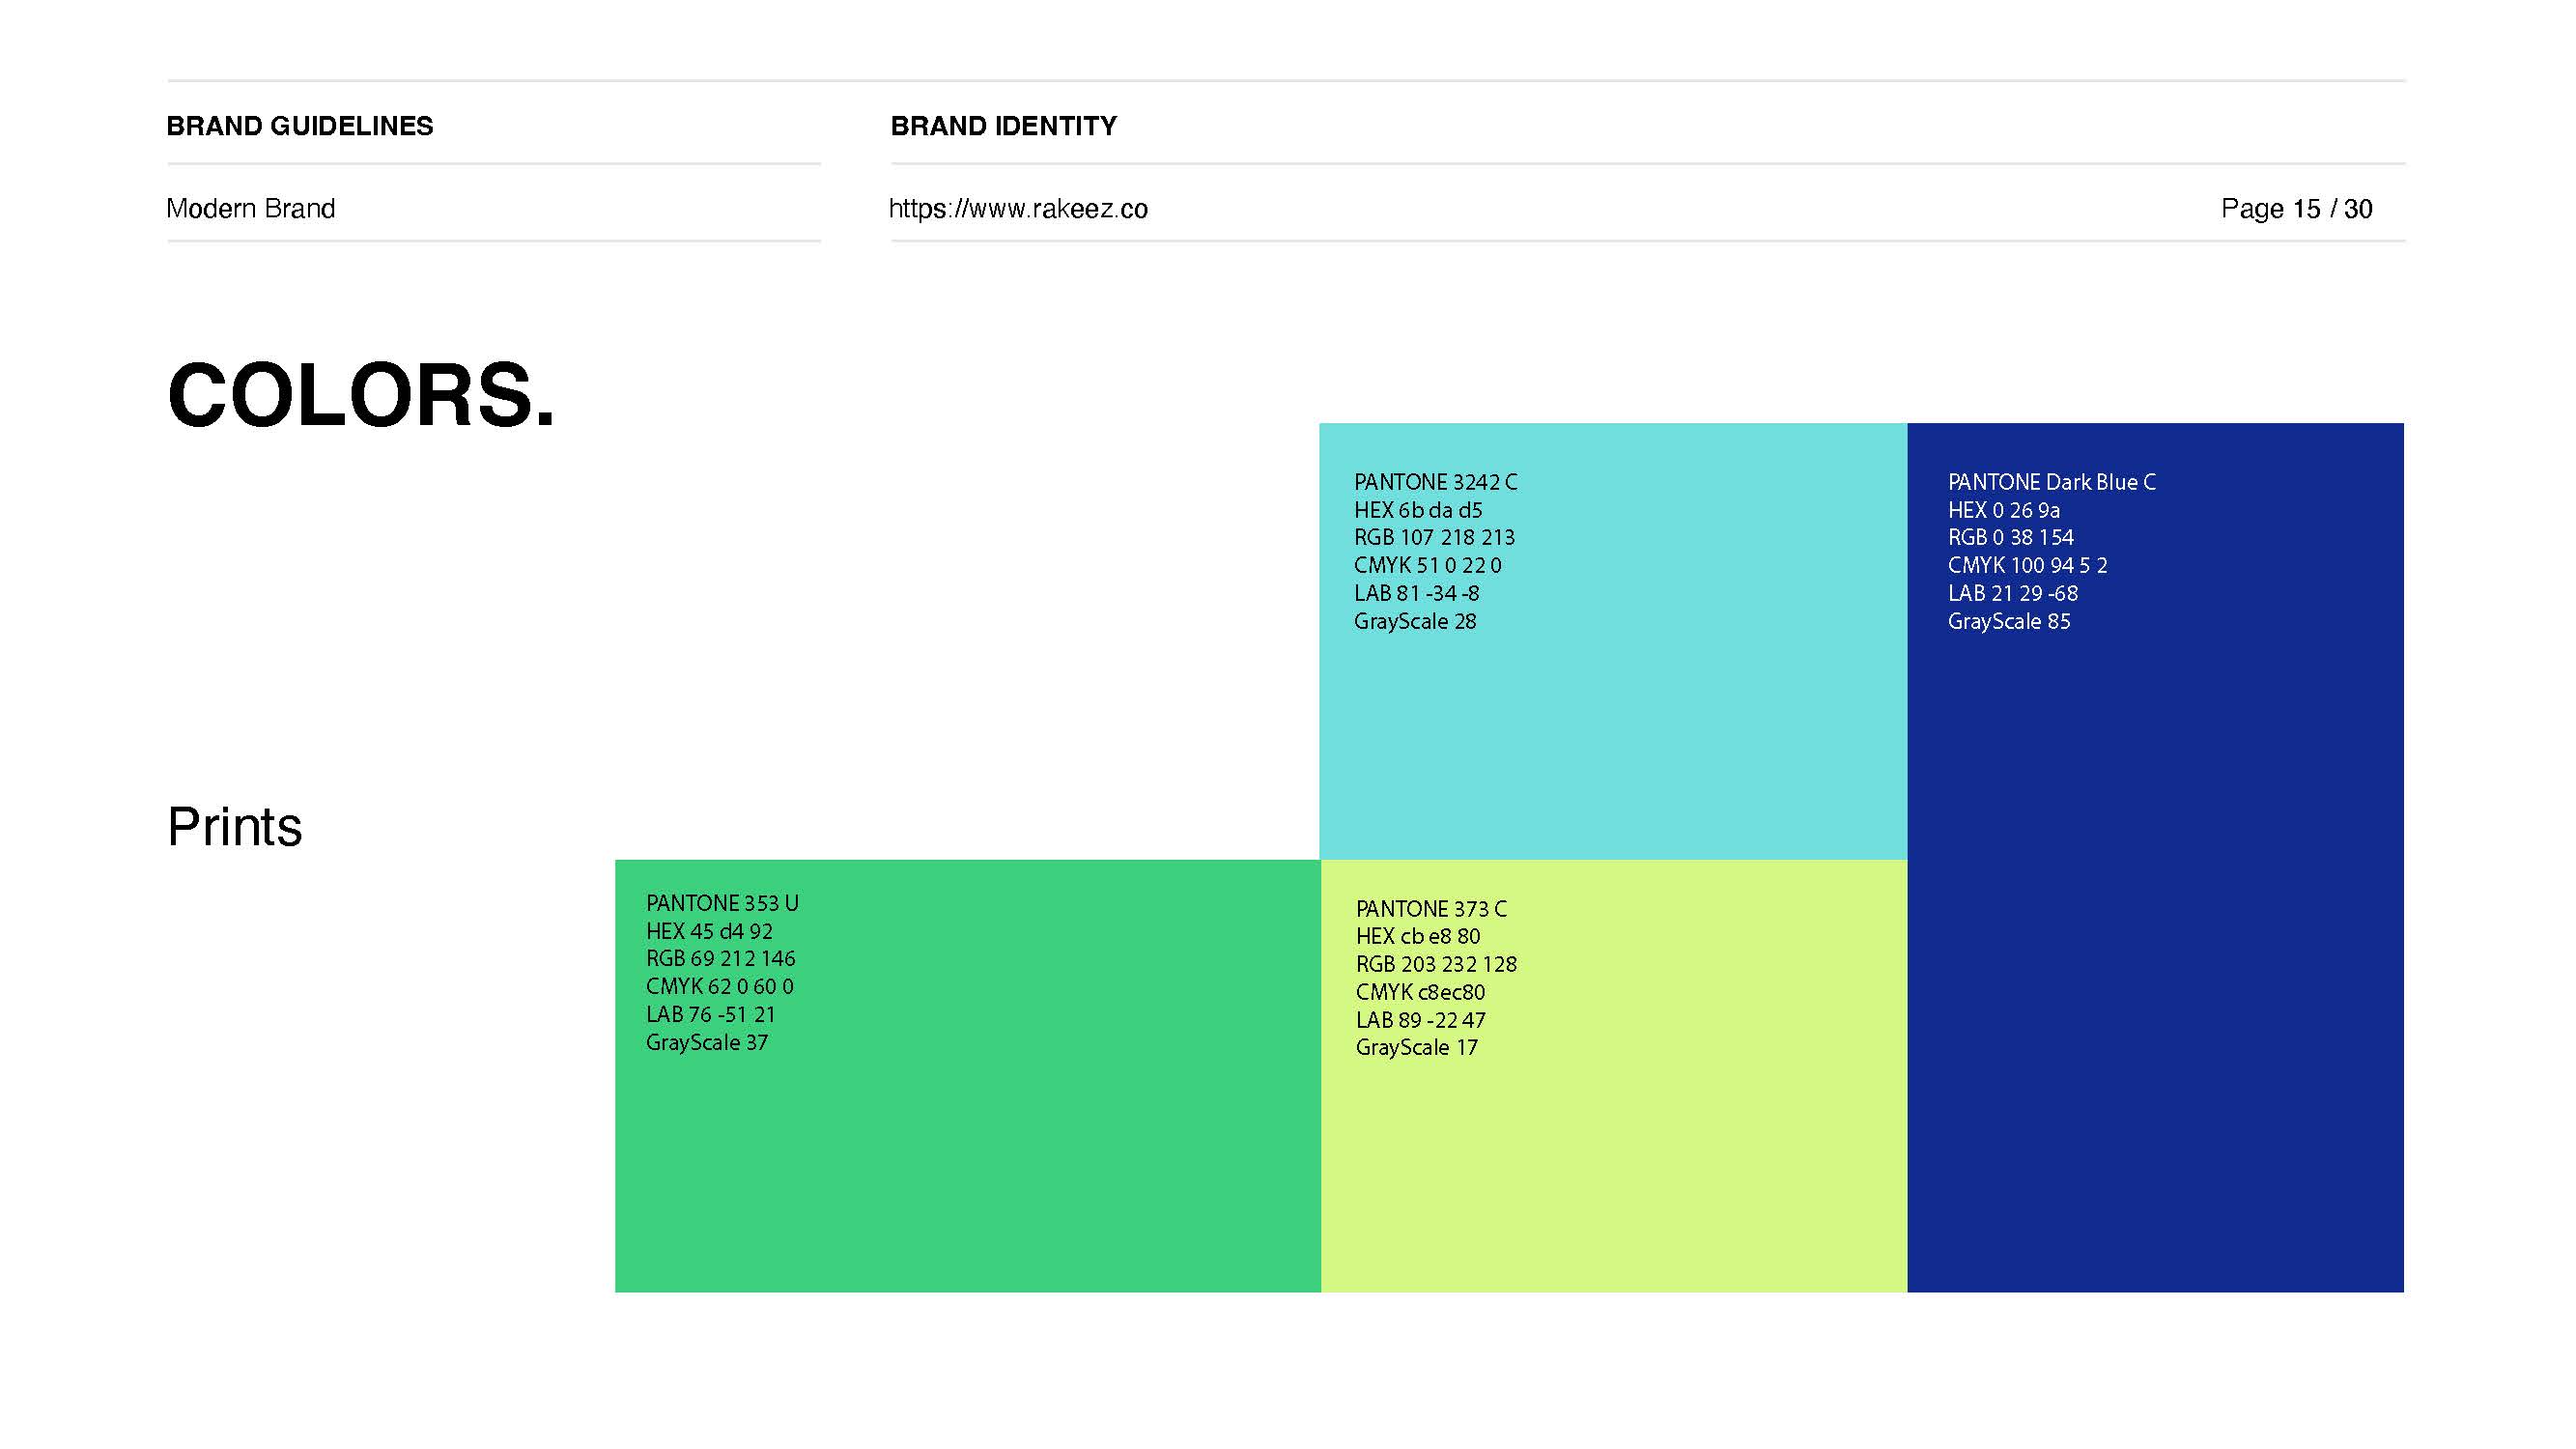 BRAND GUIDELINES
BRAND IDENTITY
Modern Brand
https://www.rakeez.co
Page 15 / 30
COLORS.
PANTONE 3242 C
HEX 6b da d5
RGB 107 218 213
CMYK 51 0 22 0
LAB 81 -34 -8
GrayScale 28
PANTONE Dark Blue C
HEX 0 26 9a
RGB 0 38 154
CMYK 100 94 5 2
LAB 21 29 -68
GrayScale 85
Prints
PANTONE 353 U
HEX 45 d4 92
RGB 69 212 146
CMYK 62 0 60 0
LAB 76 -51 21
GrayScale 37
PANTONE 373 C
HEX cb e8 80
RGB 203 232 128
CMYK c8ec80
LAB 89 -22 47
GrayScale 17